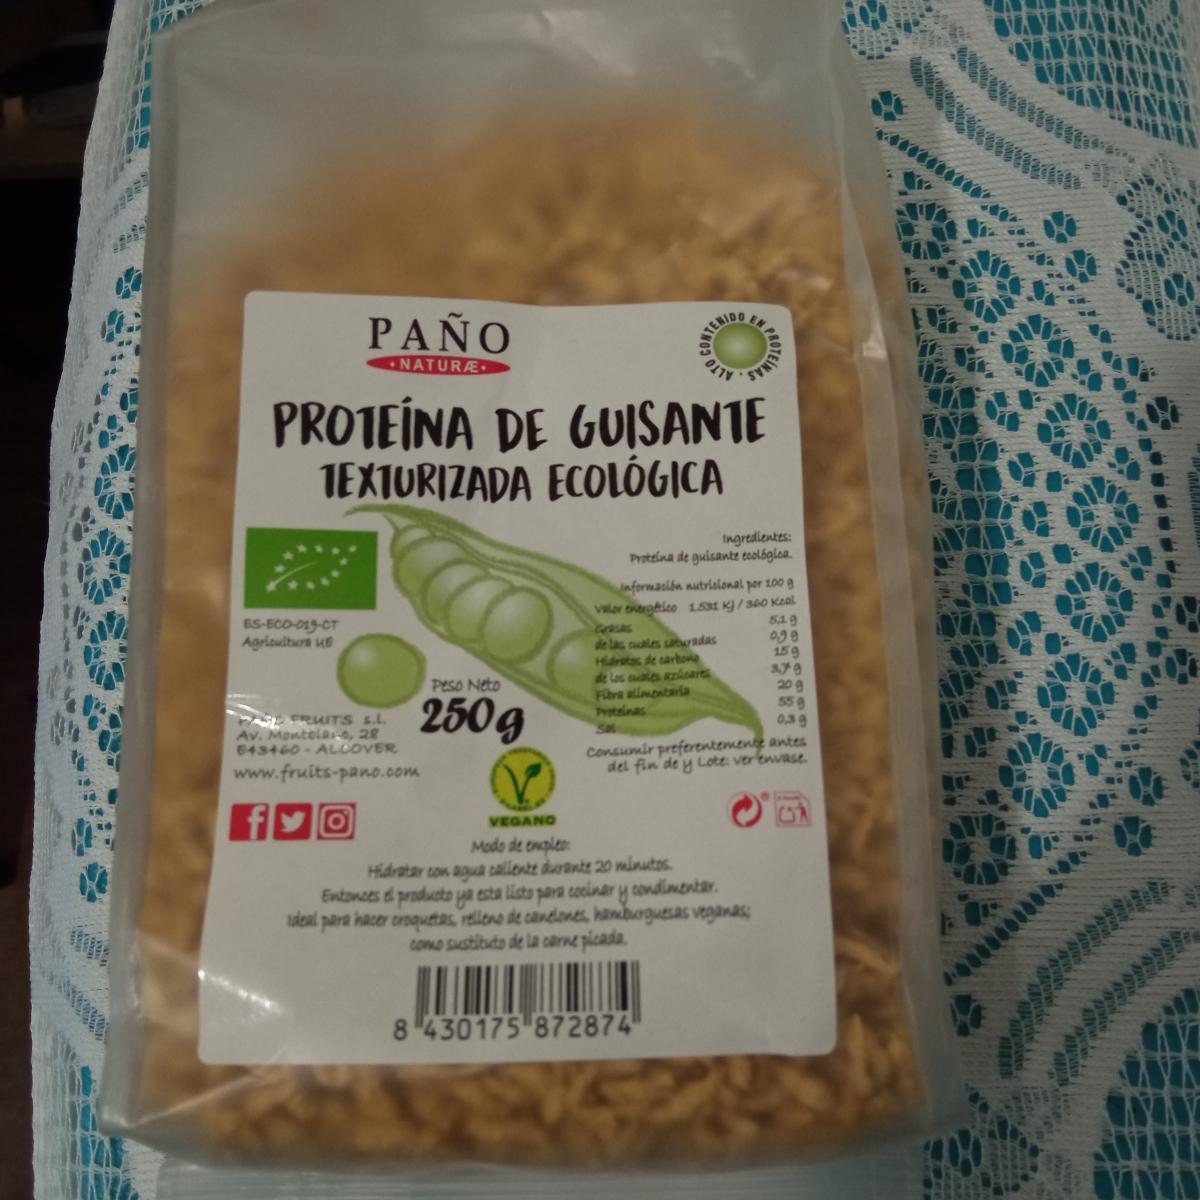 PAÑO
• NATURÆ •
ALTO CONTENIDO EN PROTEÍNAS •
PROTEÍNA DE GUISANTE
TEXTURIZADA ECOLÓGICA
ES-ECO-019-CT
Agricultura UE
Ingredientes:
Proteína de guisante ecológica.
Información nutricional por 100 g
Valor energético 1.531 KJ / 360 Kcal
Grasas 5,1 g
de las cuales saturadas 0,9 g
Hidratos de carbono 15 g
de los cuales azúcares 3,7 g
Fibra alimentaria 20 g
Proteínas 55 g
Sal 0,3 g
Consumir preferentemente antes
del fin de y Lote: ver envase.
Peso Neto
250g
PAÑO FRUITS s.l.
Av. Montblanc, 28
E43460 - ALCOVER
www.fruits-pano.com
VEGANO
Modo de empleo:
Hidratar con agua caliente durante 20 minutos.
Entonces el producto ya esta listo para cocinar y condimentar.
Ideal para hacer croquetas, relleno de canelones, hamburguesas veganas;
como sustituto de la carne picada.
8 430175 872874